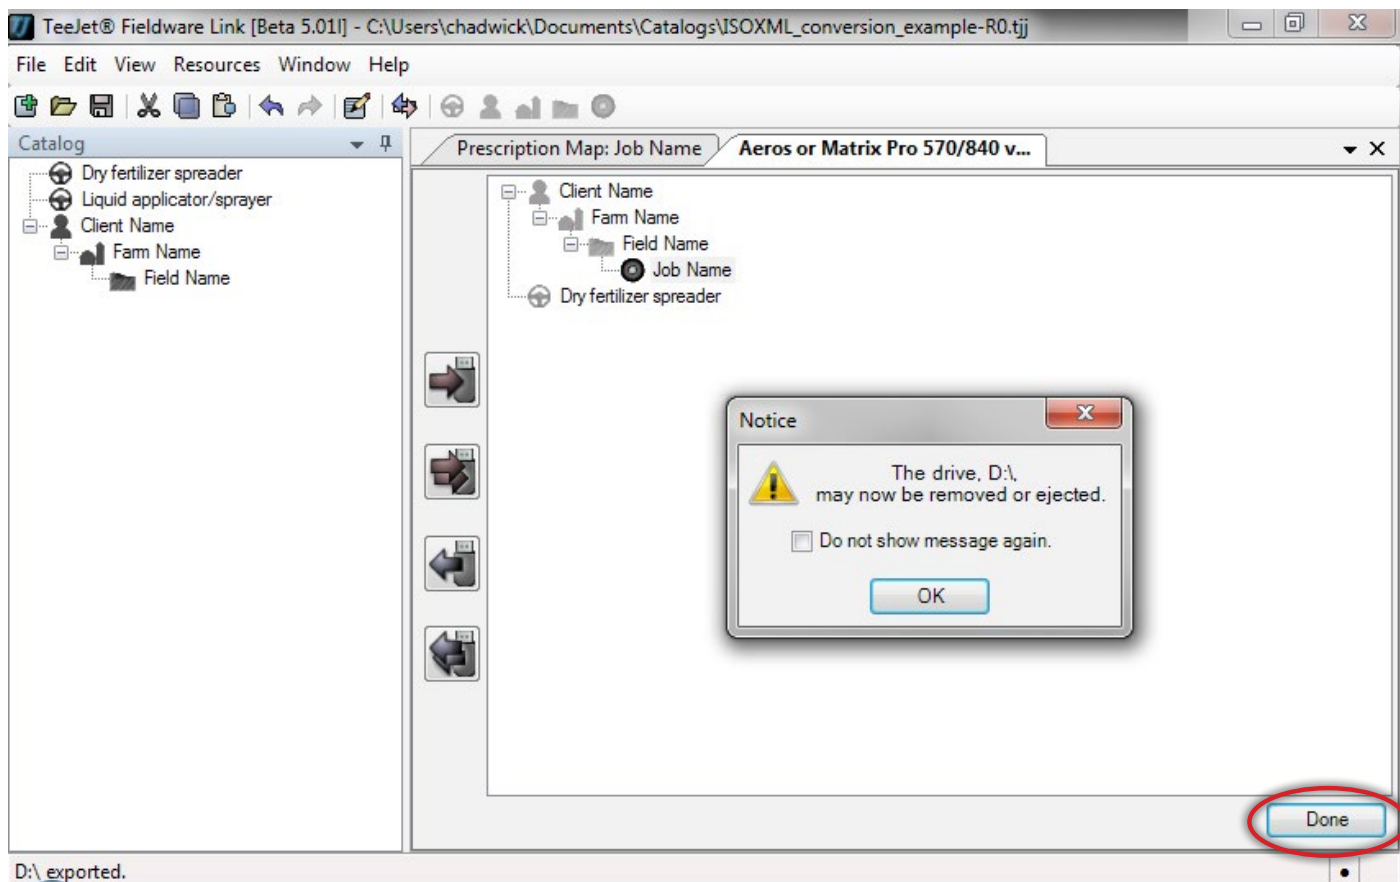 TeeJet® Fieldware Link [Beta 5.01l] - C:\Users\chadwick\Documents\Catalogs\ISOXML_conversion_example-R0.tjj
File Edit View Resources Window Help
Catalog
Dry fertilizer spreader
Liquid applicator/sprayer
Client Name
Farm Name
Field Name
Prescription Map: Job Name
Aeros or Matrix Pro 570/840 v...
Client Name
Farm Name
Field Name
Job Name
Dry fertilizer spreader
Notice
The drive, D:\,
may now be removed or ejected.
Do not show message again.
OK
Done
D:\ exported.